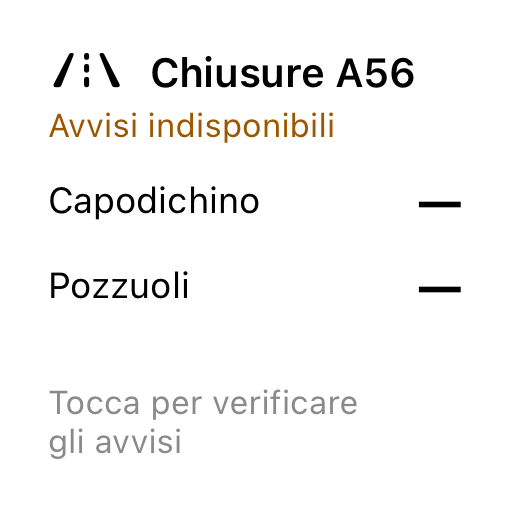 Chiusure A56
Avvisi indisponibili
Capodichino —
Pozzuoli —
Tocca per verificare
gli avvisi